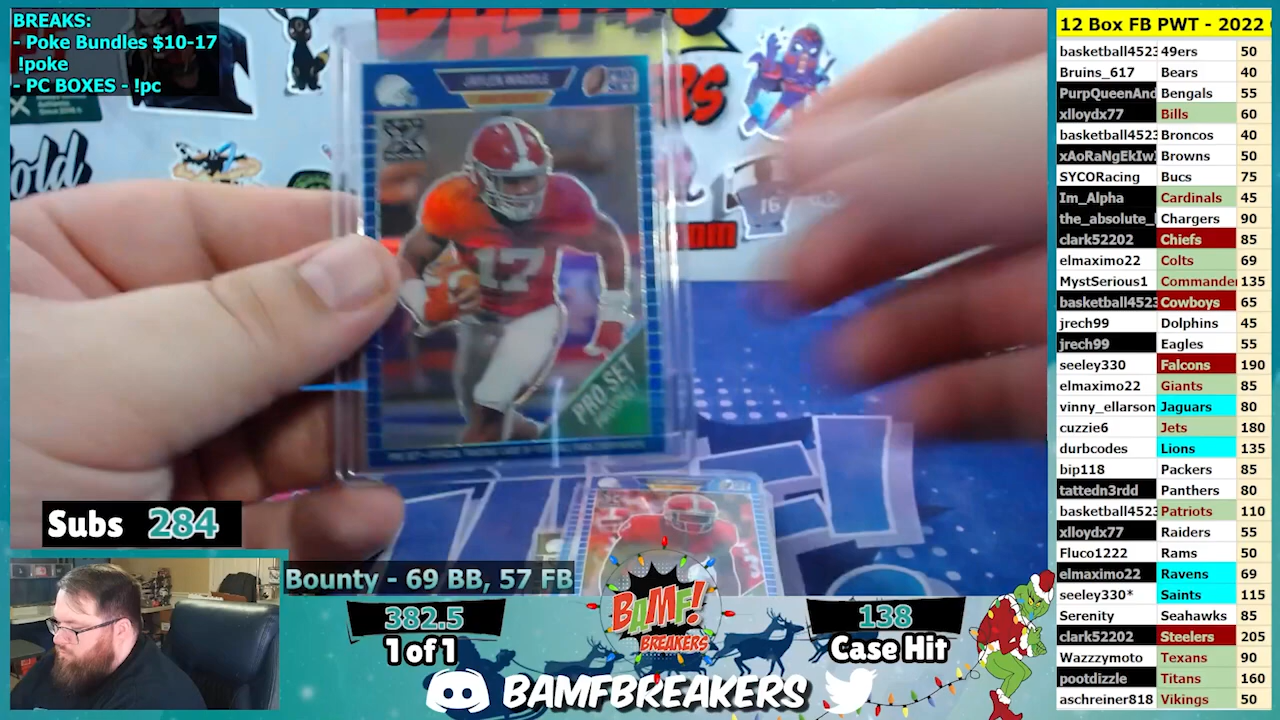 BREAKS:
- Poke Bundles $10-17
!poke
- PC BOXES - !pc
old
JAYLEN WADDLE
17
PRO SET
16
Subs 284
Bounty - 69 BB, 57 FB
382.5
1 of 1
BAMF!
BREAKERS
138
Case Hit
BAMFBREAKERS
12 Box FB PWT - 2022
basketball4523 49ers 50
Bruins_617 Bears 40
PurpQueenAnd Bengals 55
xlloydx77 Bills 60
basketball4523 Broncos 40
xAoRaNgEkIw Browns 50
SYCORacing Bucs 75
Im_Alpha Cardinals 45
the_absolute_ Chargers 90
clark52202 Chiefs 85
elmaximo22 Colts 69
MystSerious1 Commander 135
basketball4523 Cowboys 65
jrech99 Dolphins 45
jrech99 Eagles 55
seeley330 Falcons 190
elmaximo22 Giants 85
vinny_ellarson Jaguars 80
cuzzie6 Jets 180
durbcodes Lions 135
bip118 Packers 85
tattedn3rdd Panthers 80
basketball4523 Patriots 110
xlloydx77 Raiders 55
Fluco1222 Rams 50
elmaximo22 Ravens 69
seeley330* Saints 115
Serenity Seahawks 85
clark52202 Steelers 205
Wazzzymoto Texans 90
pootdizzle Titans 160
aschreiner818 Vikings 50